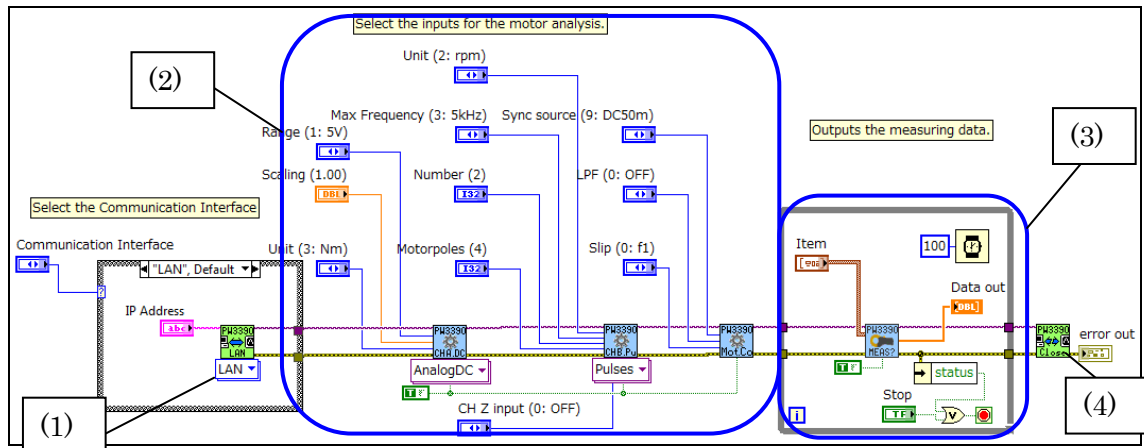 Select the inputs for the motor analysis.
(2)
Unit (2: rpm)
Range (1: 5V)
Max Frequency (3: 5kHz)
Sync source (9: DC50m)
Outputs the measuring data.
(3)
Scaling (1.00)
DBL
Number (2)
I32
LPF (0: OFF)
Select the Communication Interface
Communication Interface
Unit (3: Nm)
Motorpoles (4)
I32
Slip (0: f1)
Item
100
"LAN", Default
?
IP Address
abc
Data out
DBL
PW3390
LAN
PW3390
CHA.DC
PW3390
CHB.Pu
PW3390
Mot.Co
PW3390
MEAS?
PW3390
Close
error out
LAN
AnalogDC
Pulses
T
status
T
Stop
TF
V
i
CH Z input (0: OFF)
(1)
(4)